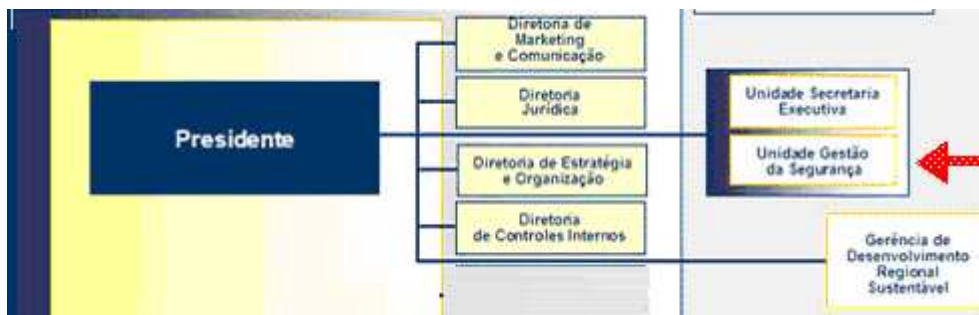 Diretoria de
Marketing
e Comunicação
Diretoria
Jurídica
Presidente
Diretoria de Estratégia
e Organização
Diretoria
de Controles Internos
Unidade Secretaria
Executiva
Unidade Gestão
da Segurança
Gerência de
Desenvolvimento
Regional
Sustentável